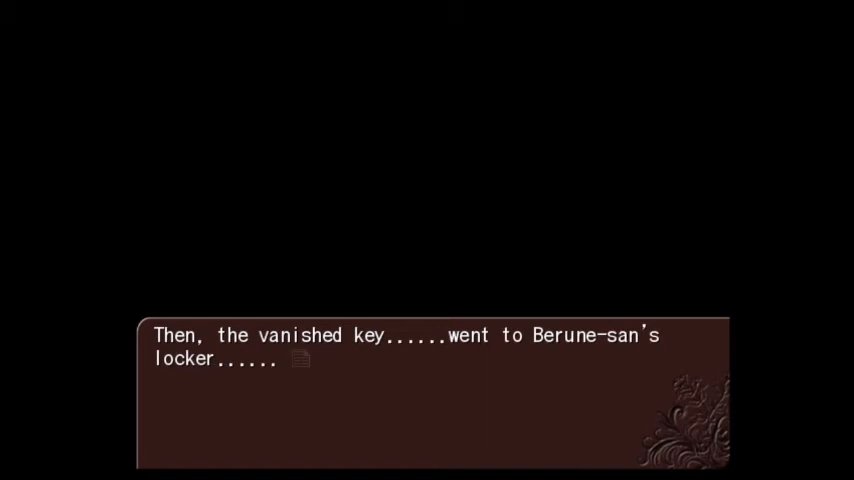 Then, the vanished key......went to Berune-san's
locker......